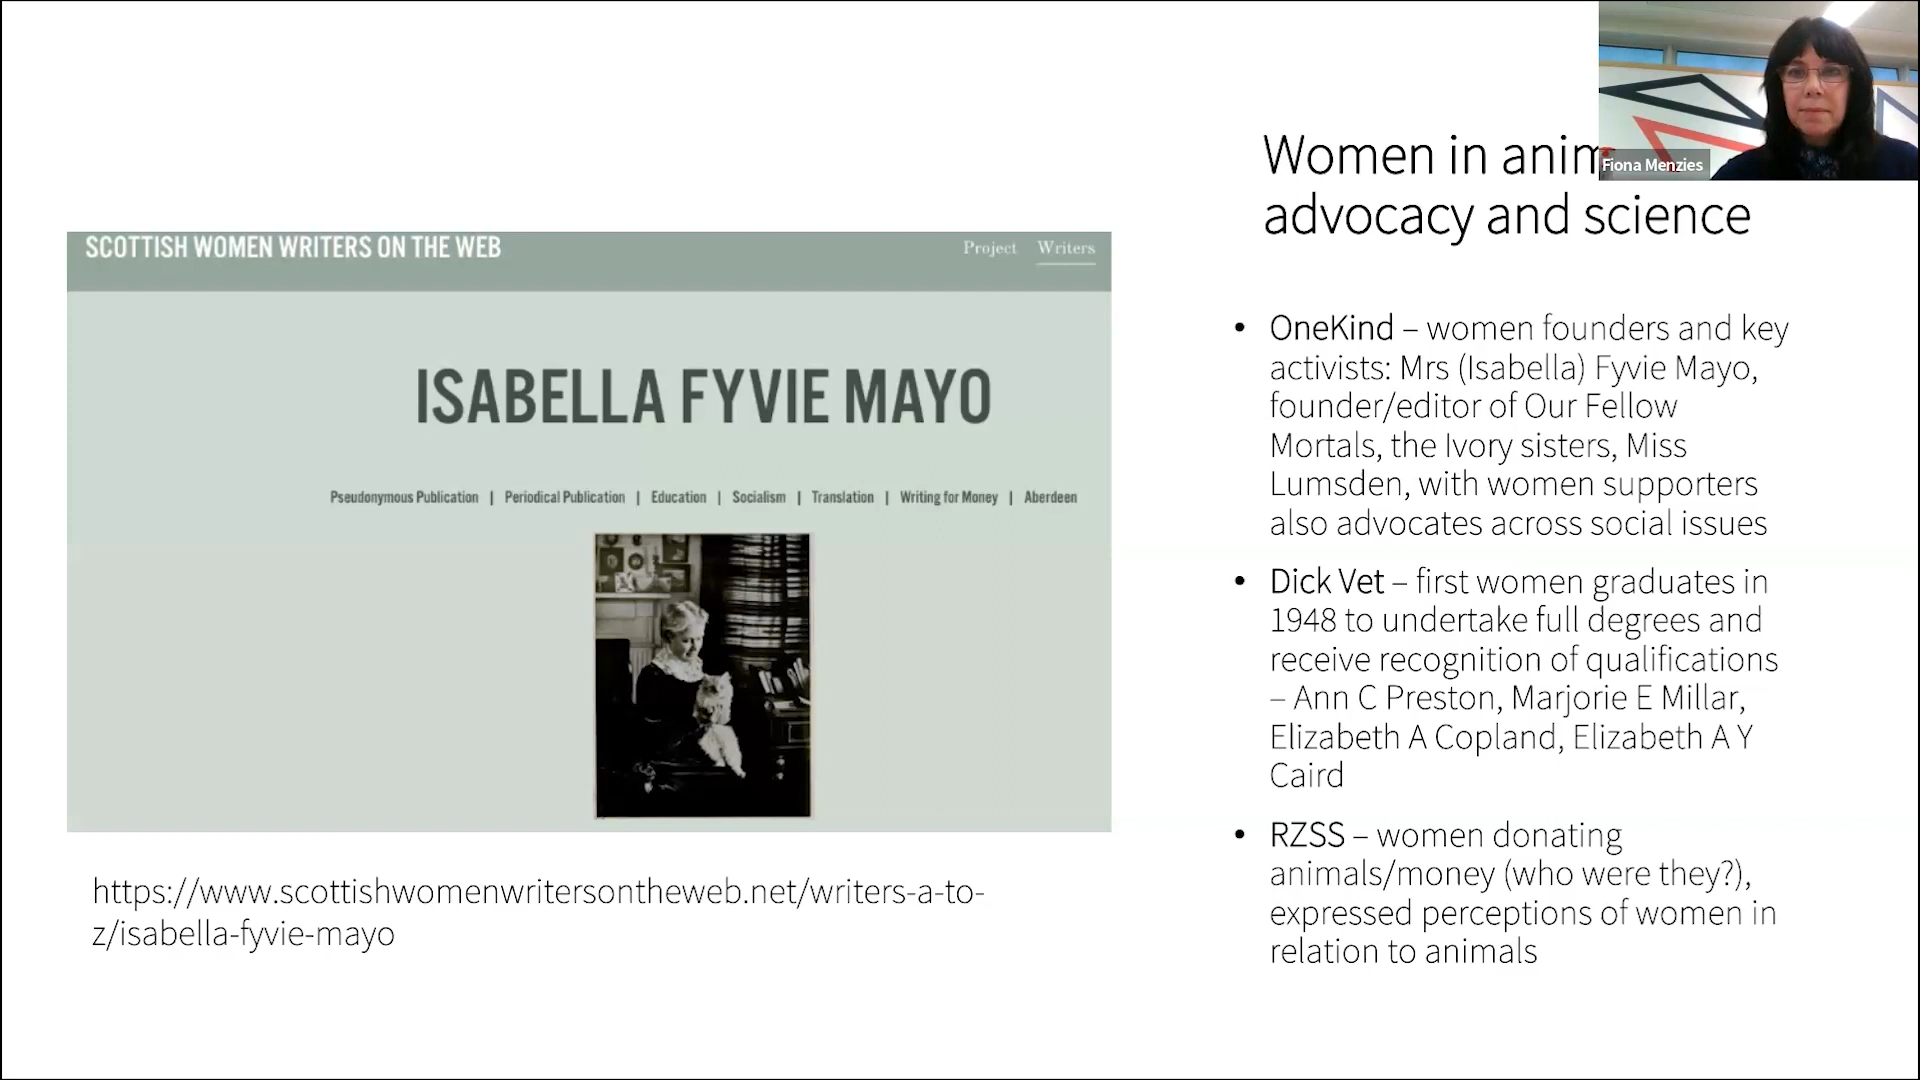 SCOTTISH WOMEN WRITERS ON THE WEB
Project Writers
ISABELLA FYVIE MAYO
Pseudonymous Publication | Periodical Publication | Education | Socialism | Translation | Writing for Money | Aberdeen
https://www.scottishwomenwritersontheweb.net/writers-a-to-
z/isabella-fyvie-mayo
Women in anim
advocacy and science
• OneKind – women founders and key
activists: Mrs (Isabella) Fyvie Mayo,
founder/editor of Our Fellow
Mortals, the Ivory sisters, Miss
Lumsden, with women supporters
also advocates across social issues
• Dick Vet – first women graduates in
1948 to undertake full degrees and
receive recognition of qualifications
– Ann C Preston, Marjorie E Millar,
Elizabeth A Copland, Elizabeth A Y
Caird
• RZSS – women donating
animals/money (who were they?),
expressed perceptions of women in
relation to animals
Fiona Menzies